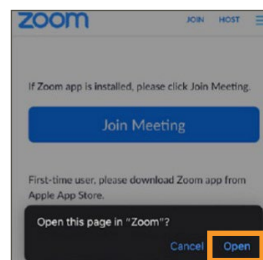 zoom JOIN HOST
If Zoom app is installed, please click Join Meeting.
Join Meeting
First-time user, please download Zoom app from
Apple App Store.
Open this page in "Zoom"?
Cancel Open